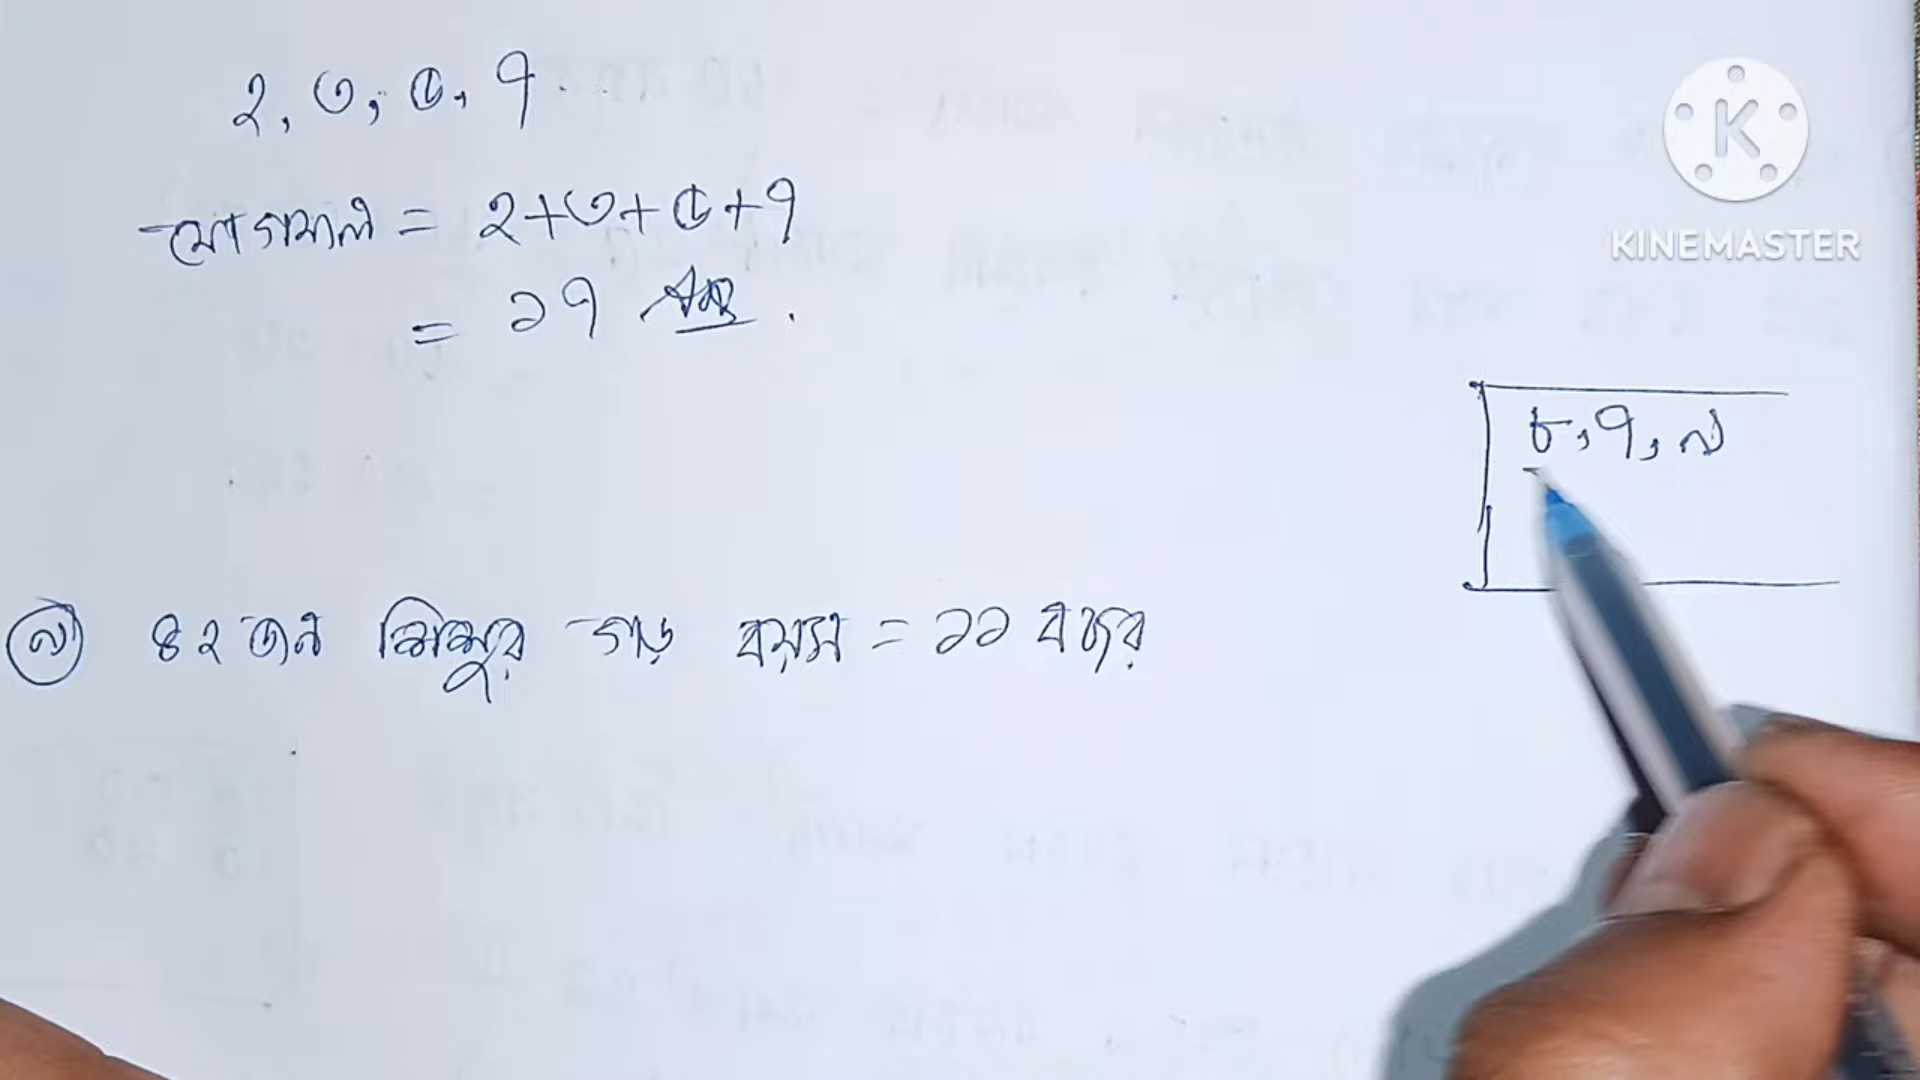 ২, ৩, ৫, ৭
যোগফল = ২+৩+৫+৭
= ১৭ Ans.
K
KINEMASTER
৮, ৭, ৯
৯ ৪২ জন শিশুর গড় বয়স = ১১ বছর